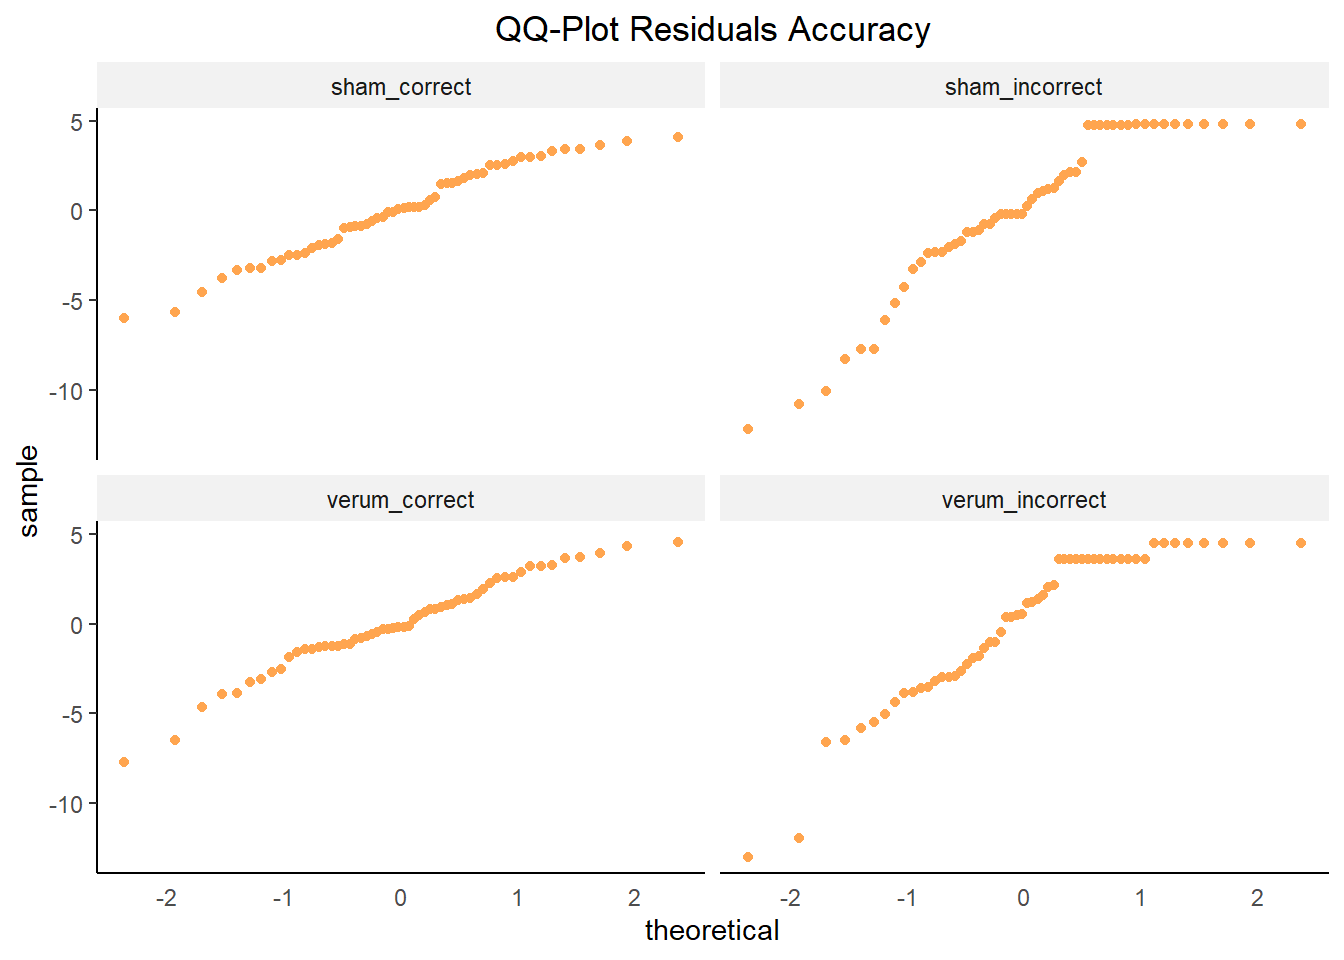 QQ-Plot Residuals Accuracy
sham_correct
sham_incorrect
5
0
-5
-10
verum_correct
verum_incorrect
5
0
-5
-10
sample
-2 -1 0 1 2
-2 -1 0 1 2
theoretical